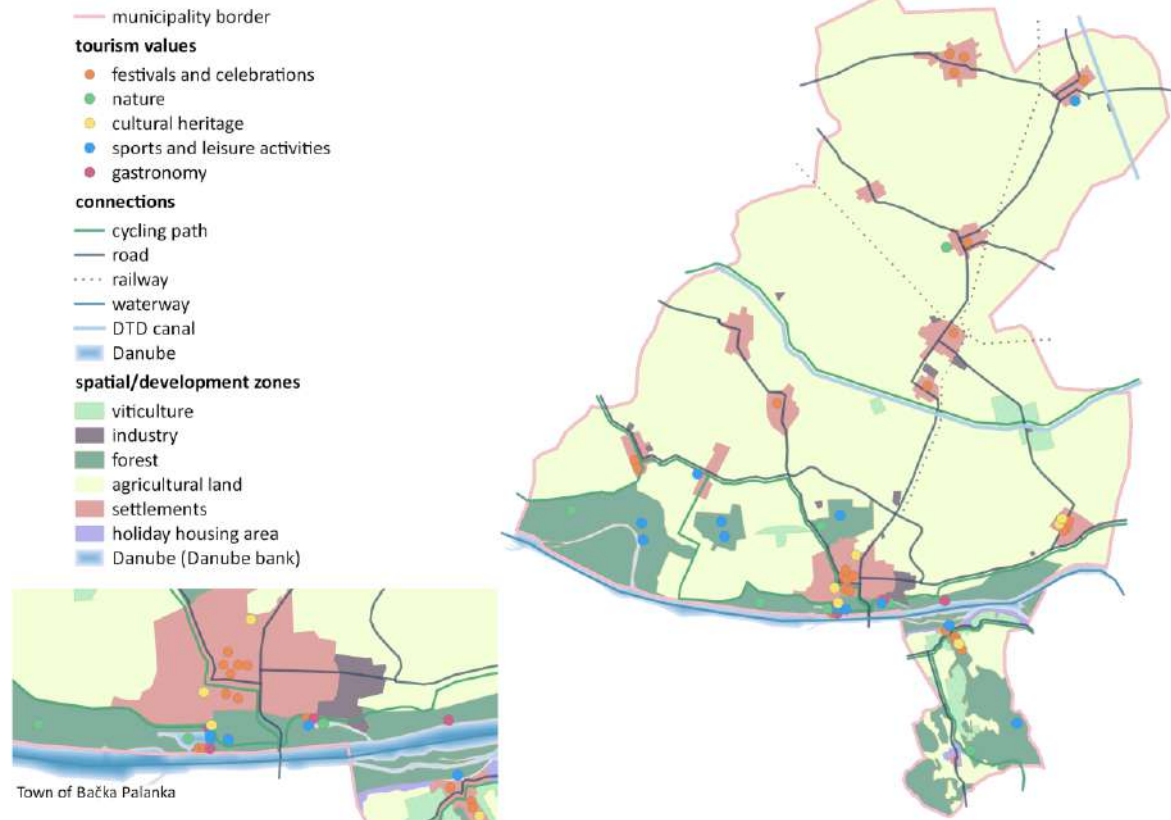 municipality border
tourism values
festivals and celebrations
nature
cultural heritage
sports and leisure activities
gastronomy
connections
cycling path
road
railway
waterway
DTD canal
Danube
spatial/development zones
viticulture
industry
forest
agricultural land
settlements
holiday housing area
Danube (Danube bank)
Town of Bačka Palanka